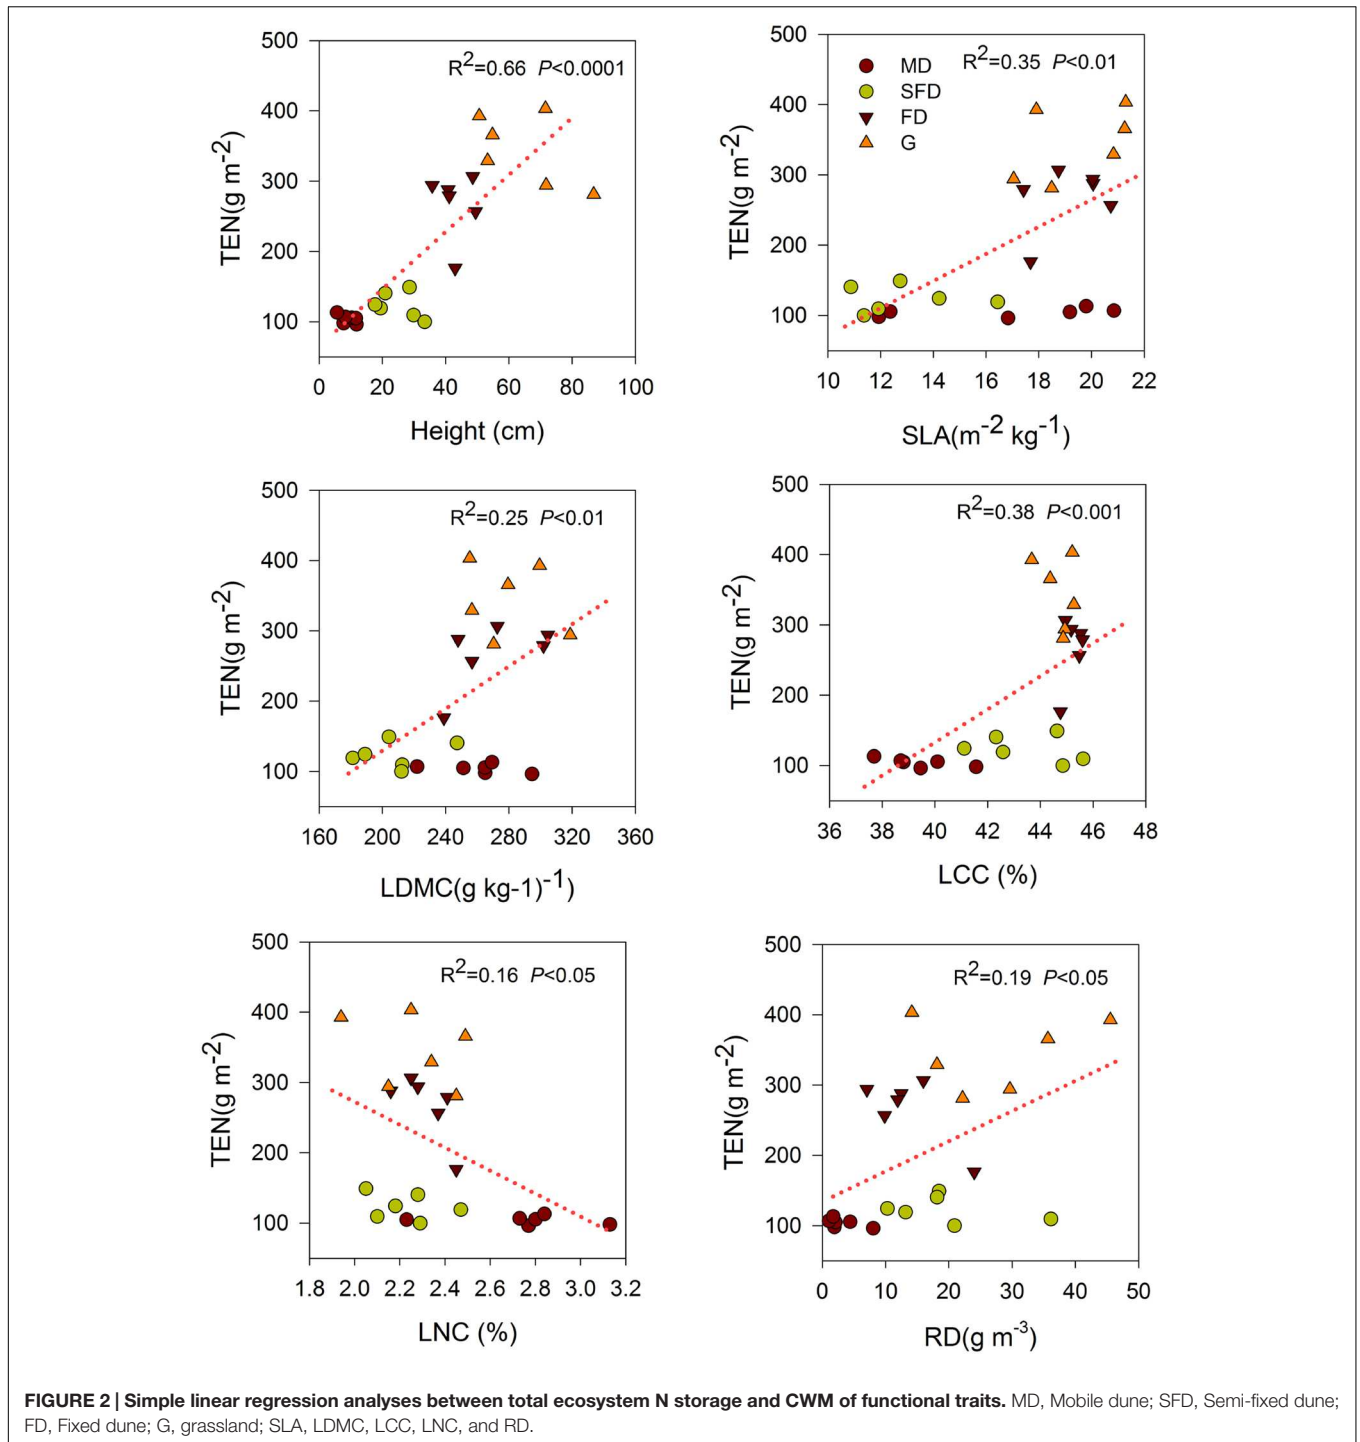 500
400
300
200
100
TEN(g m-2)
R2=0.66 P<0.0001
0 20 40 60 80 100
Height (cm)
500
400
300
200
100
TEN(g m-2)
MD
SFD
FD
G
R2=0.35 P<0.01
10 12 14 16 18 20 22
SLA(m-2 kg-1)
500
400
300
200
100
TEN(g m-2)
R2=0.25 P<0.01
160 200 240 280 320 360
LDMC(g kg-1)-1)
500
400
300
200
100
TEN(g m-2)
R2=0.38 P<0.001
36 38 40 42 44 46 48
LCC (%)
500
400
300
200
100
TEN(g m-2)
R2=0.16 P<0.05
1.8 2.0 2.2 2.4 2.6 2.8 3.0 3.2
LNC (%)
500
400
300
200
100
TEN(g m-2)
R2=0.19 P<0.05
0 10 20 30 40 50
RD(g m-3)
FIGURE 2 | Simple linear regression analyses between total ecosystem N storage and CWM of functional traits. MD, Mobile dune; SFD, Semi-fixed dune;
FD, Fixed dune; G, grassland; SLA, LDMC, LCC, LNC, and RD.